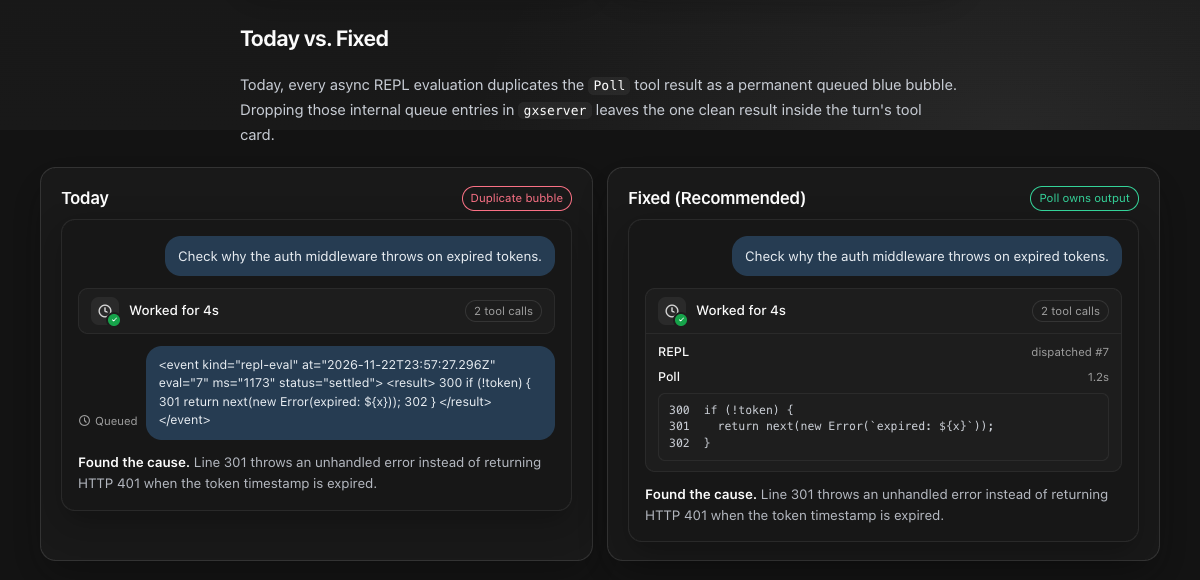 Today vs. Fixed
Today, every async REPL evaluation duplicates the Poll tool result as a permanent queued blue bubble.
Dropping those internal queue entries in gxserver leaves the one clean result inside the turn's tool
card.
Today
Duplicate bubble
Check why the auth middleware throws on expired tokens.
Worked for 4s
2 tool calls
<event kind="repl-eval" at="2026-11-22T23:57:27.296Z"
eval="7" ms="1173" status="settled"> <result> 300 if (!token) {
301 return next(new Error(expired: ${x})); 302 } </result>
</event>
Queued
Found the cause. Line 301 throws an unhandled error instead of returning
HTTP 401 when the token timestamp is expired.
Fixed (Recommended)
Poll owns output
Check why the auth middleware throws on expired tokens.
Worked for 4s
2 tool calls
REPL
dispatched #7
Poll
1.2s
300  if (!token) {
301    return next(new Error(`expired: ${x}`));
302  }
Found the cause. Line 301 throws an unhandled error instead of returning
HTTP 401 when the token timestamp is expired.